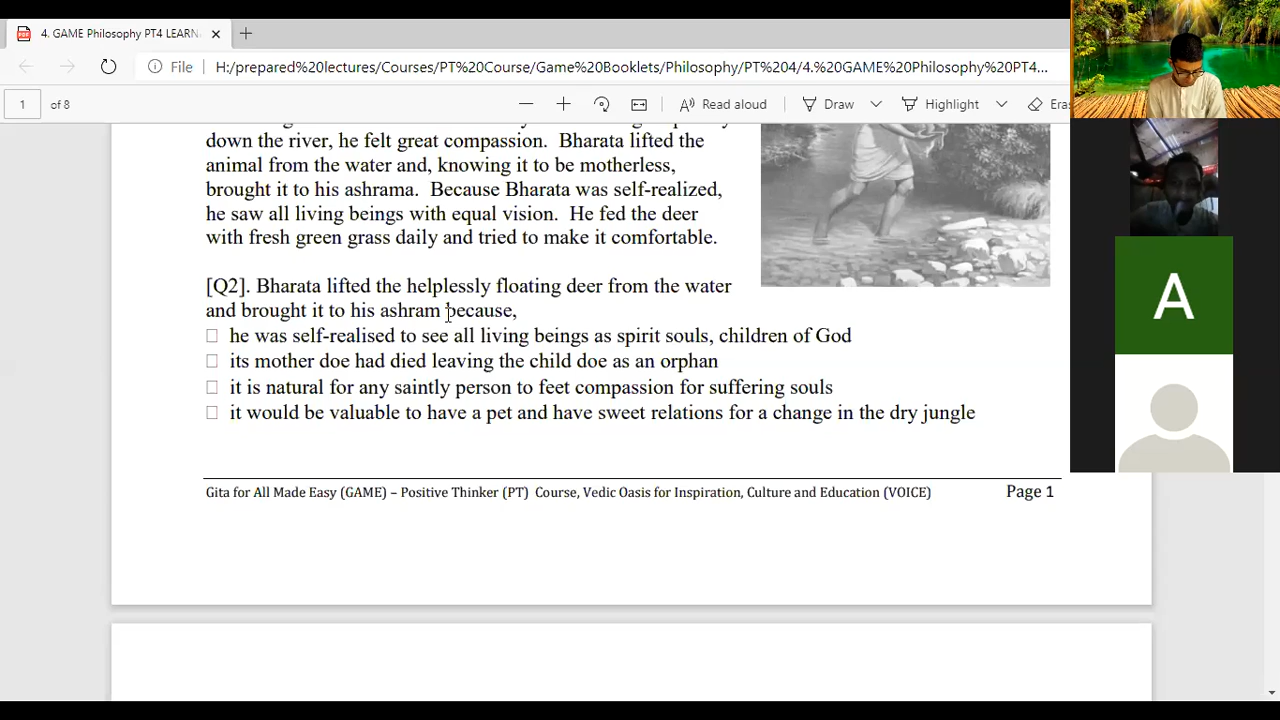 4. GAME Philosophy PT4 LEARN
File
H:/prepared%20lectures/Courses/PT%20Course/Game%20Booklets/Philosophy/PT%204/4.%20GAME%20Philosophy%20PT4...
1 of 8
Read aloud
Draw
Highlight
Eras
down the river, he felt great compassion. Bharata lifted the
animal from the water and, knowing it to be motherless,
brought it to his ashrama. Because Bharata was self-realized,
he saw all living beings with equal vision. He fed the deer
with fresh green grass daily and tried to make it comfortable.
[Q2]. Bharata lifted the helplessly floating deer from the water
and brought it to his ashram because,
he was self-realised to see all living beings as spirit souls, children of God
its mother doe had died leaving the child doe as an orphan
it is natural for any saintly person to feet compassion for suffering souls
it would be valuable to have a pet and have sweet relations for a change in the dry jungle
Gita for All Made Easy (GAME) – Positive Thinker (PT) Course, Vedic Oasis for Inspiration, Culture and Education (VOICE) Page 1
A